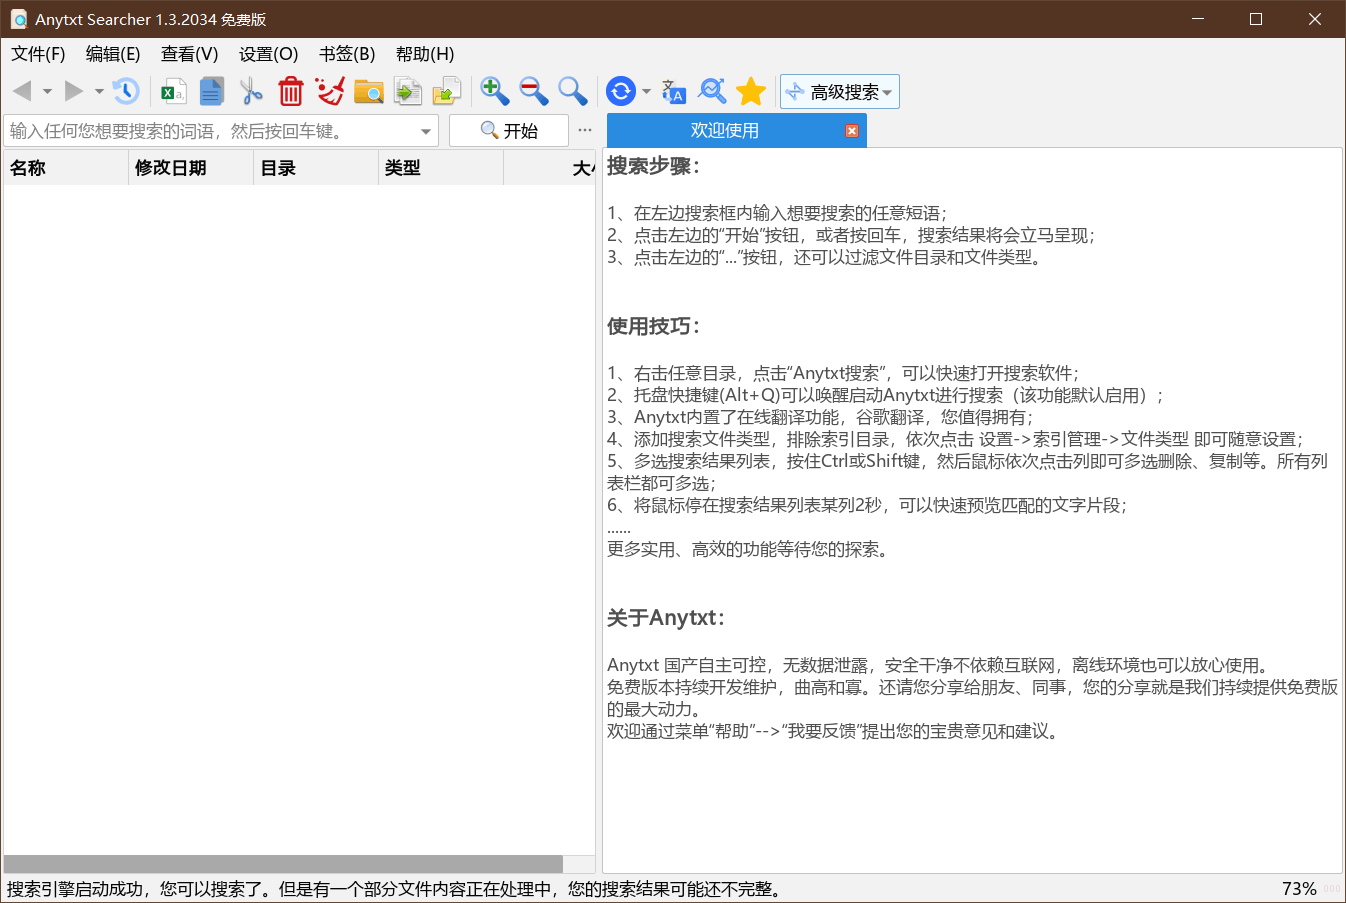 Anytxt Searcher 1.3.2034 免费版
文件(F) 编辑(E) 查看(V) 设置(O) 书签(B) 帮助(H)
高级搜索
输入任何您想要搜索的词语，然后按回车键。 开始 ... 欢迎使用
名称 修改日期 目录 类型
搜索步骤：
1、在左边搜索框内输入想要搜索的任意短语；
2、点击左边的“开始”按钮，或者按回车，搜索结果将会立马呈现；
3、点击左边的“...”按钮，还可以过滤文件目录和文件类型。
使用技巧：
1、右击任意目录，点击“Anytxt搜索”，可以快速打开搜索软件；
2、托盘快捷键(Alt+Q)可以唤醒启动Anytxt进行搜索（该功能默认启用）；
3、Anytxt内置了在线翻译功能，谷歌翻译，您值得拥有；
4、添加搜索文件类型，排除索引目录，依次点击 设置->索引管理->文件类型 即可随意设置；
5、多选搜索结果列表，按住Ctrl或Shift键，然后鼠标依次点击列即可多选删除、复制等。所有列
表栏都可多选；
6、将鼠标停在搜索结果列表某列2秒，可以快速预览匹配的文字片段；
......
更多实用、高效的功能等待您的探索。
关于Anytxt：
Anytxt 国产自主可控，无数据泄露，安全干净不依赖互联网，离线环境也可以放心使用。
免费版本持续开发维护，曲高和寡。还请您分享给朋友、同事，您的分享就是我们持续提供免费版
的最大动力。
欢迎通过菜单“帮助”-->“我要反馈”提出您的宝贵意见和建议。
搜索引擎启动成功，您可以搜索了。但是有一个部分文件内容正在处理中，您的搜索结果可能还不完整。 73%